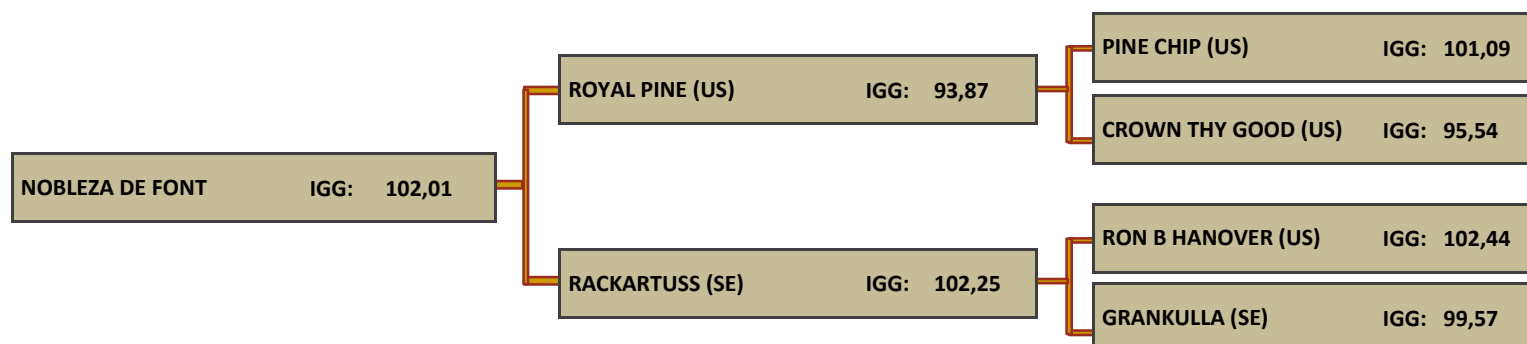 PINE CHIP (US) IGG: 101,09
ROYAL PINE (US) IGG: 93,87
CROWN THY GOOD (US) IGG: 95,54
NOBLEZA DE FONT IGG: 102,01
RON B HANOVER (US) IGG: 102,44
RACKARTUSS (SE) IGG: 102,25
GRANKULLA (SE) IGG: 99,57